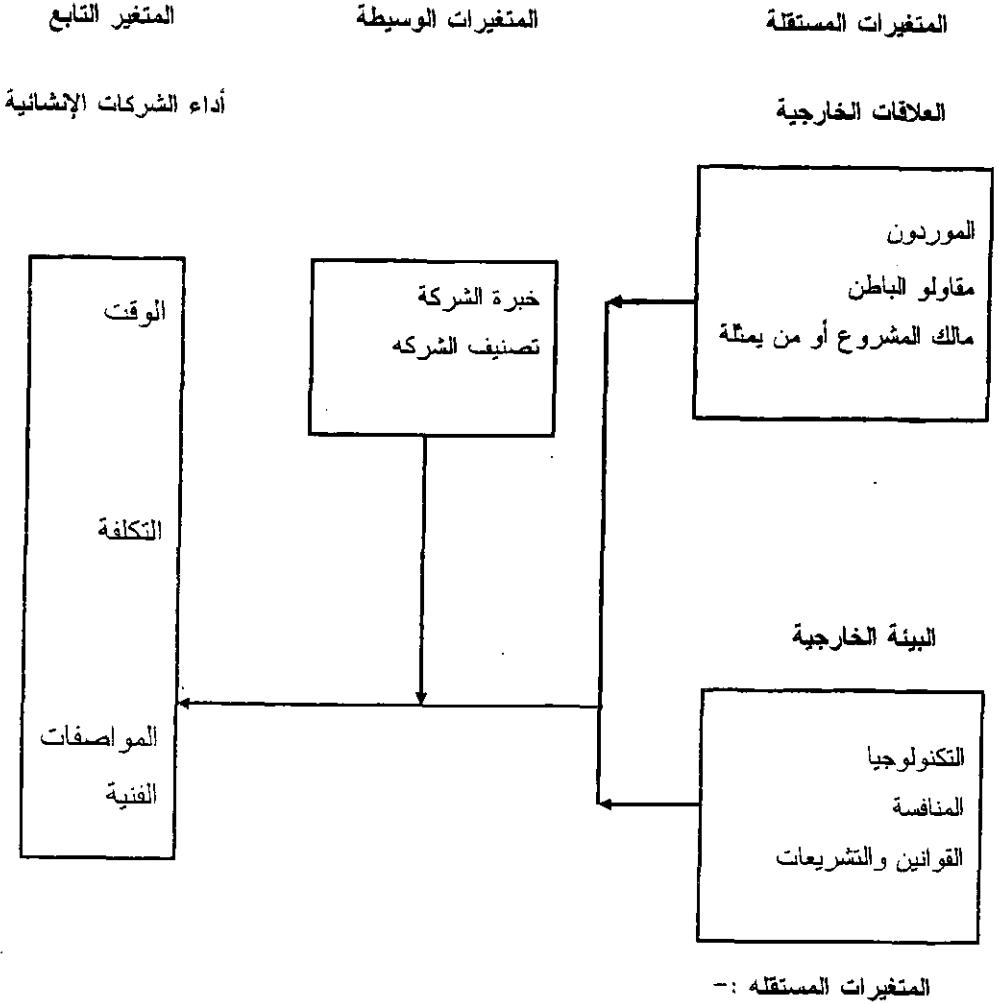 المتغيرات المستقلة
المتغيرات الوسيطة
المتغير التابع
العلاقات الخارجية
أداء الشركات الإنشائية
الموردون
مقاولو الباطن
مالك المشروع أو من يمثلة
خبرة الشركة
تصنيف الشركه
الوقت
التكلفة
المواصفات
الفنية
البيئة الخارجية
التكنولوجيا
المنافسة
القوانين والتشريعات
المتغيرات المستقله :-